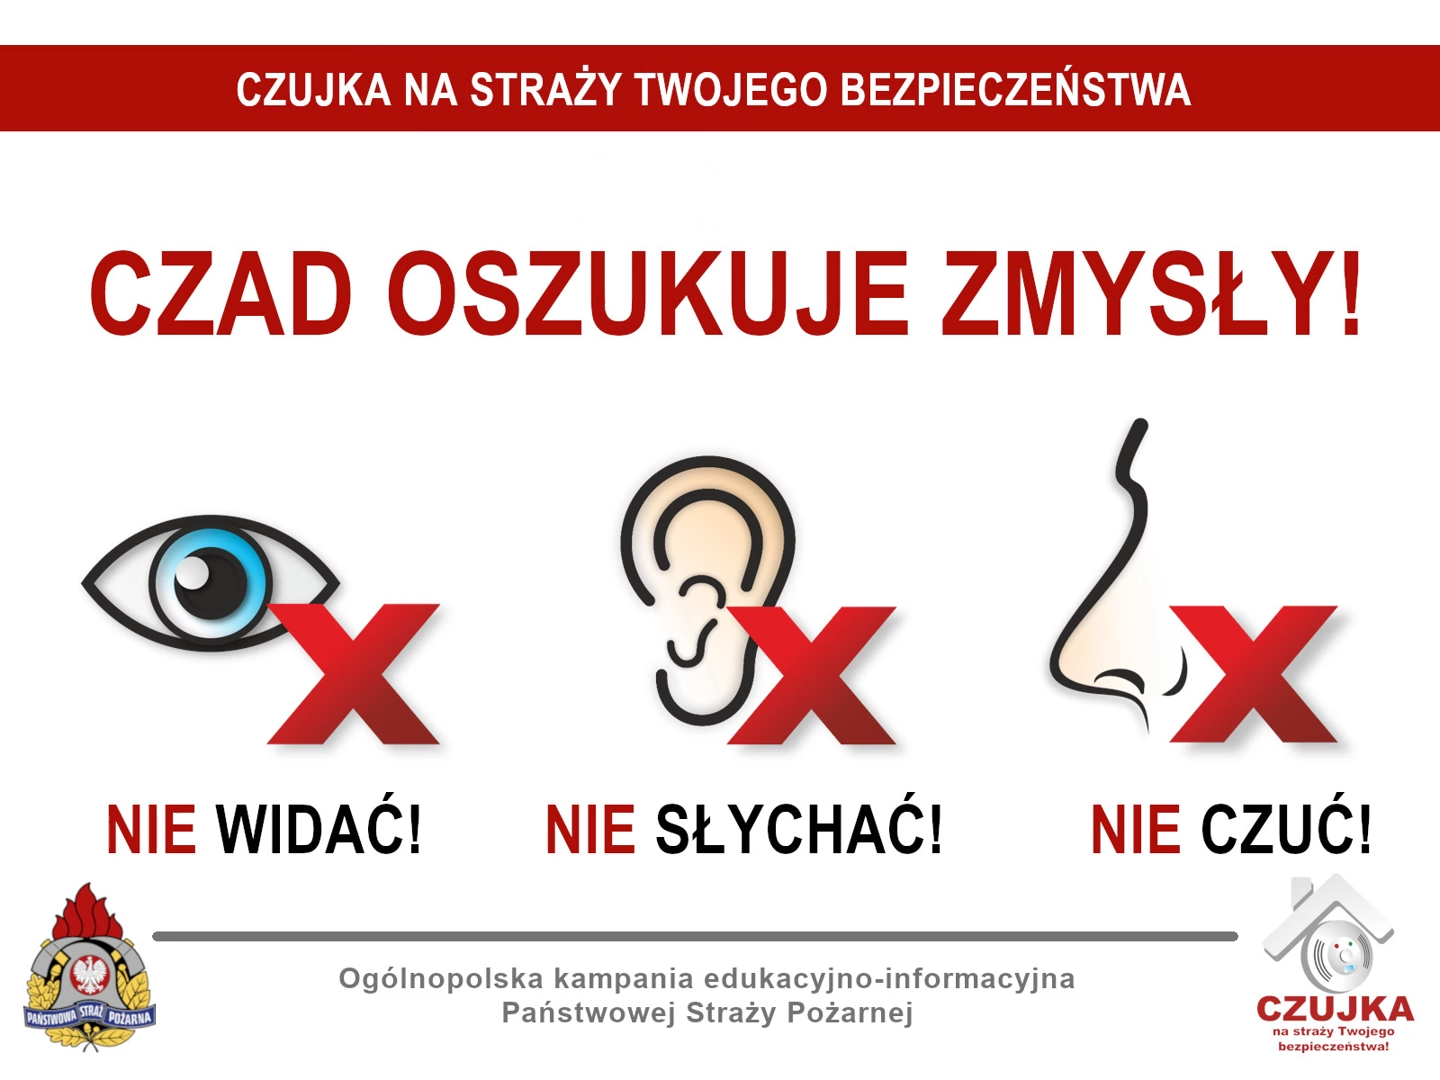 CZUJKA NA STRAŻY TWOJEGO BEZPIECZEŃSTWA
CZAD OSZUKUJE ZMYSŁY!
NIE WIDAĆ!
NIE SŁYCHAĆ!
NIE CZUĆ!
PAŃSTWOWA STRAŻ POŻARNA
Ogólnopolska kampania edukacyjno-informacyjna
Państwowej Straży Pożarnej
CZUJKA
na straży Twojego
bezpieczeństwa!